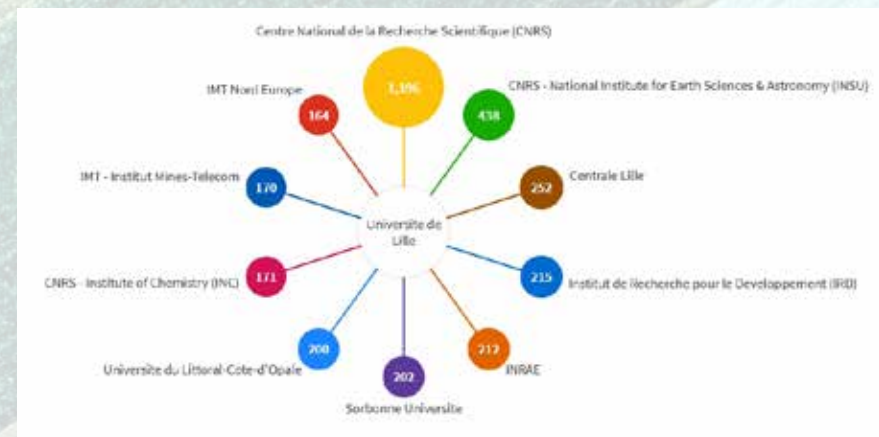 Centre National de la Recherche Scientifique (CNRS)
IMT Nord Europe
CNRS - National Institute for Earth Sciences & Astronomy (INSU)
164
438
IMT - Institut Mines-Telecom
170
252
Centrale Lille
Universite de
Lille
CNRS - Institute of Chemistry (INC)
171
215
Institut de Recherche pour le Developpement (IRD)
200
212
Universite du Littoral-Cote-d'Opale
202
INRAE
Sorbonne Universite